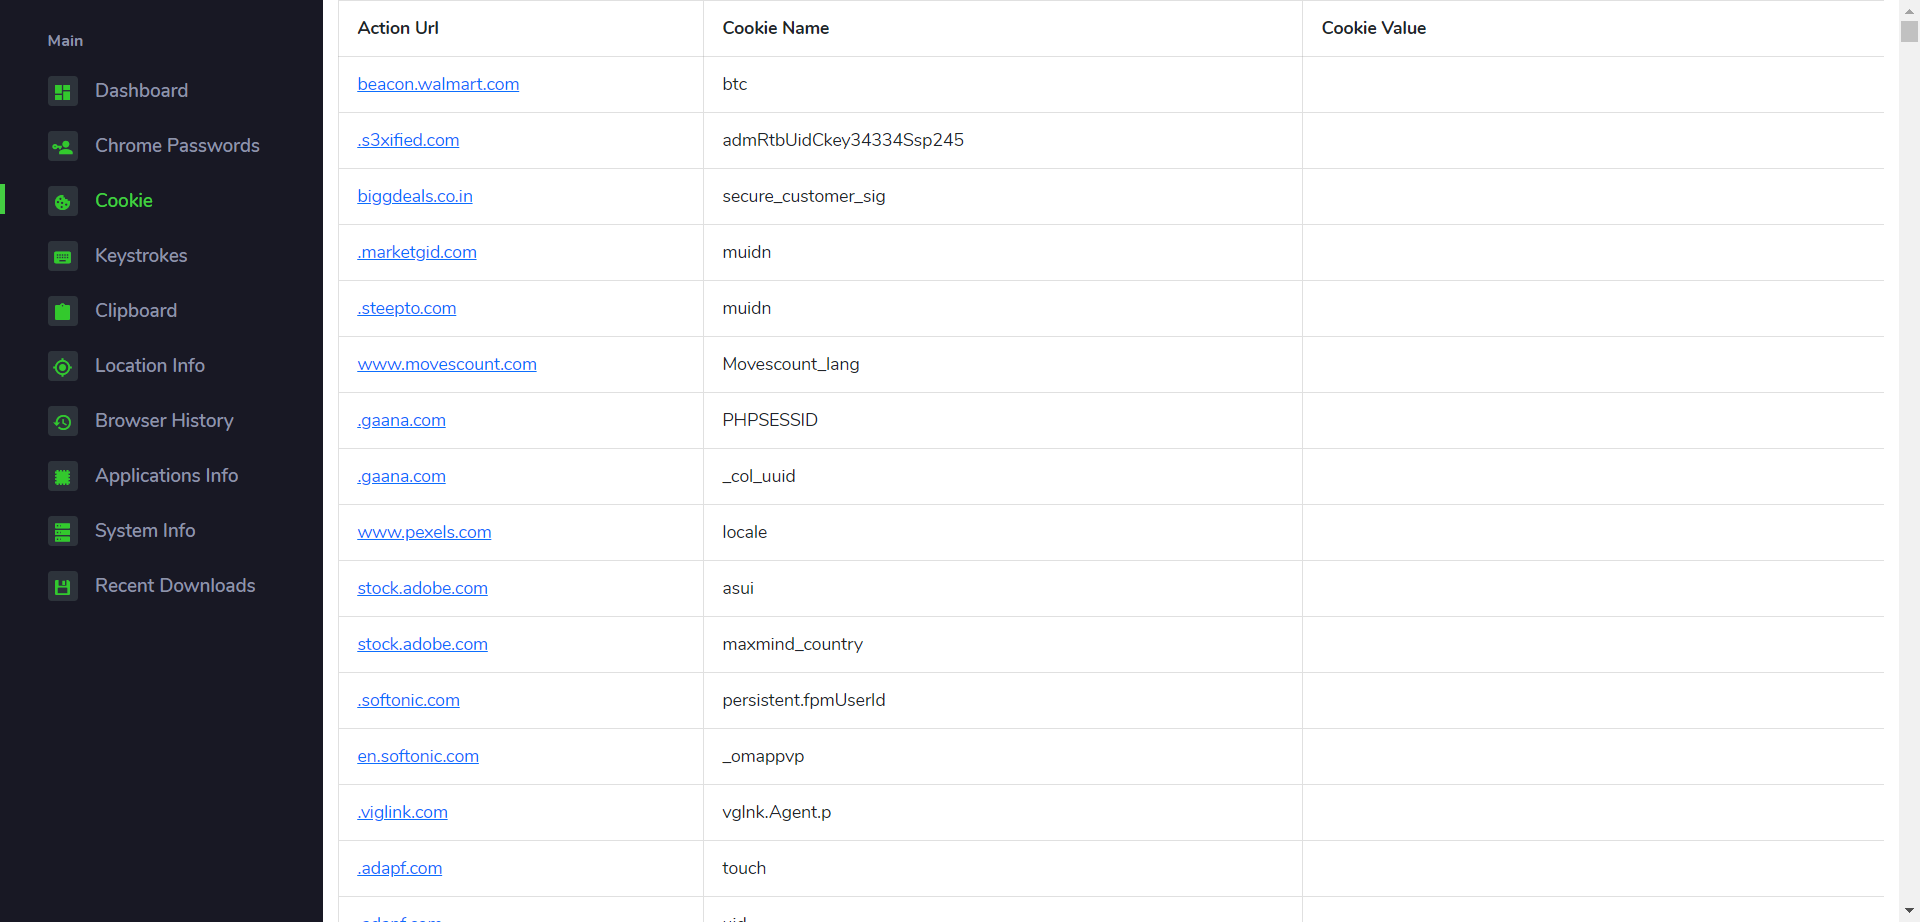 Main
Dashboard
Chrome Passwords
Cookie
Keystrokes
Clipboard
Location Info
Browser History
Applications Info
System Info
Recent Downloads
Action Url Cookie Name Cookie Value
beacon.walmart.com btc
.s3xified.com admRtbUidCkey34334Ssp245
biggdeals.co.in secure_customer_sig
.marketgid.com muidn
.steepto.com muidn
www.movescount.com Movescount_lang
.gaana.com PHPSESSID
.gaana.com _col_uuid
www.pexels.com locale
stock.adobe.com asui
stock.adobe.com maxmind_country
.softonic.com persistent.fpmUserId
en.softonic.com _omappvp
.viglink.com vglnk.Agent.p
.adapf.com touch